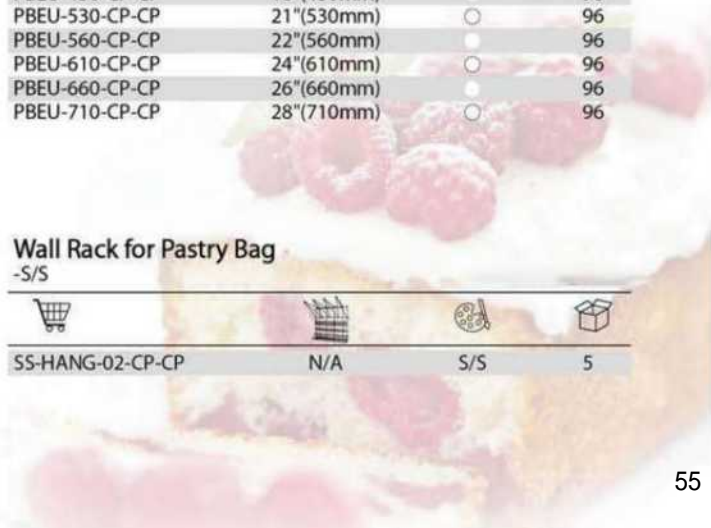 PBEU-530-CP-CP 21"(530mm) ○ 96
PBEU-560-CP-CP 22"(560mm) 96
PBEU-610-CP-CP 24"(610mm) ○ 96
PBEU-660-CP-CP 26"(660mm) 96
PBEU-710-CP-CP 28"(710mm) ○ 96
Wall Rack for Pastry Bag
-S/S
SS-HANG-02-CP-CP N/A S/S 5
55